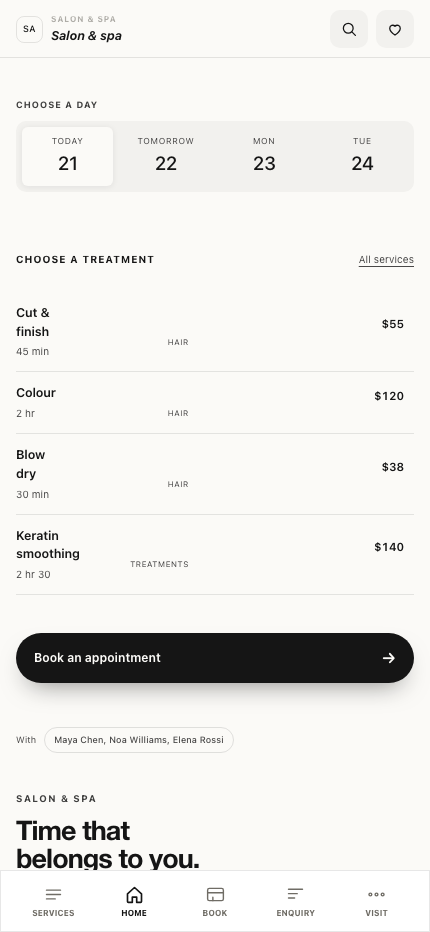 SA
SALON & SPA
Salon & spa
CHOOSE A DAY
TODAY
21
TOMORROW
22
MON
23
TUE
24
CHOOSE A TREATMENT
All services
Cut &
finish
45 min
HAIR
$55
Colour
2 hr
HAIR
$120
Blow
dry
30 min
HAIR
$38
Keratin
smoothing
2 hr 30
TREATMENTS
$140
Book an appointment
With
Maya Chen, Noa Williams, Elena Rossi
SALON & SPA
Time that
belongs to you.
SERVICES
HOME
BOOK
ENQUIRY
VISIT